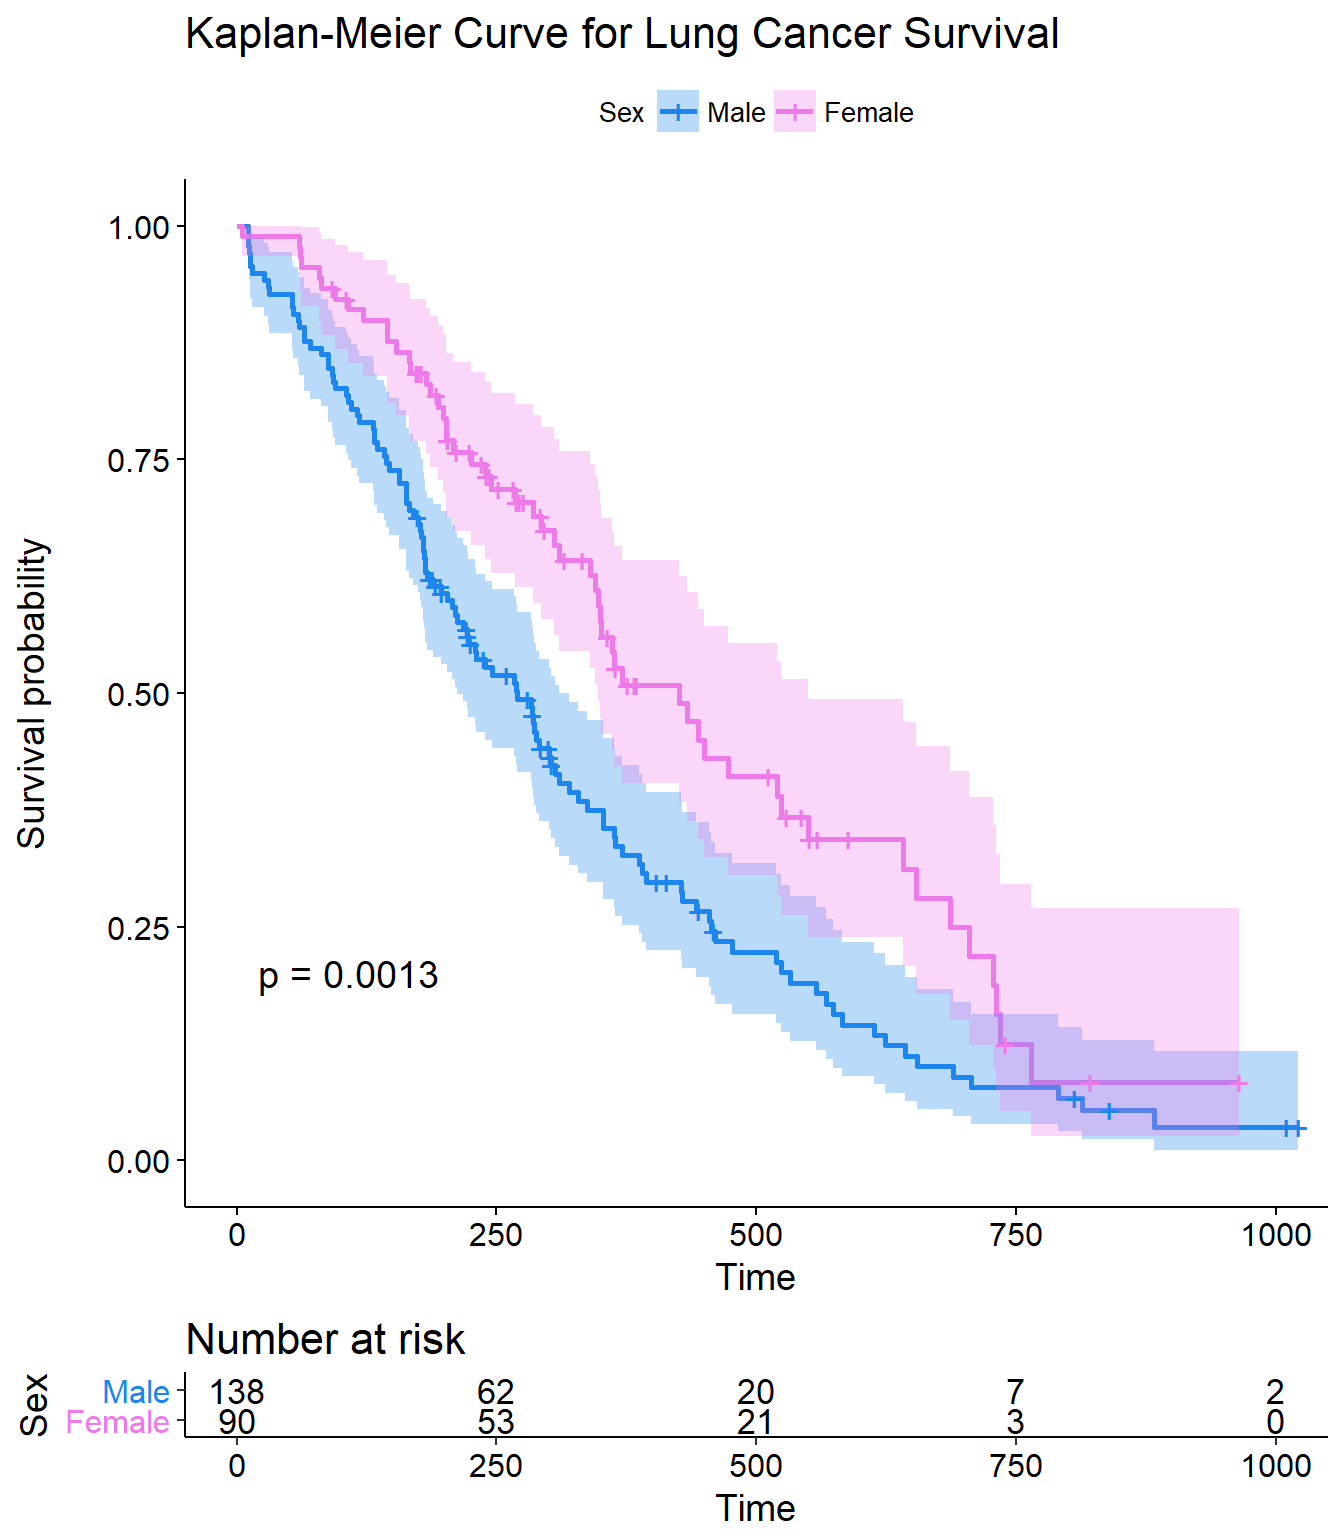 Kaplan-Meier Curve for Lung Cancer Survival
Sex Male Female
1.00
0.75
0.50
0.25
0.00
Survival probability
p = 0.0013
0 250 500 750 1000
Time
Number at risk
Sex
Male 138 62 20 7 2
Female 90 53 21 3 0
0 250 500 750 1000
Time